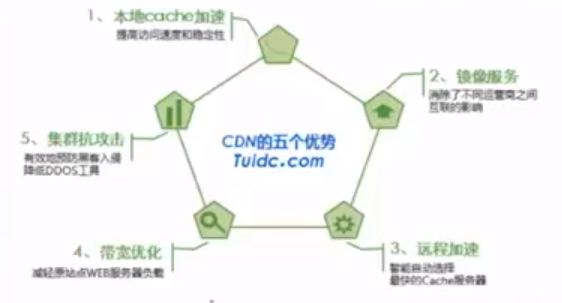 1、本地cache加速
提高访问速度和稳定性
2、镜像服务
消除了不同运营商之间
互联的影响
CDN的五个优势
Tuidc.com
5、集群抗攻击
有效地预防黑客入侵
降低DDOS工具
4、带宽优化
减轻原站点WEB服务器负载
3、远程加速
智能自动选择
最快的Cache服务器